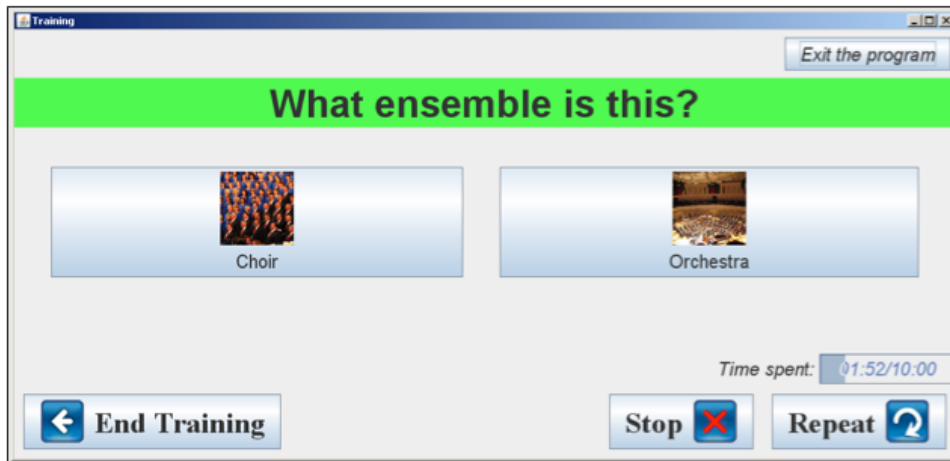 Training
Exit the program
What ensemble is this?
Choir
Orchestra
Time spent: 01:52/10:00
End Training
Stop
Repeat